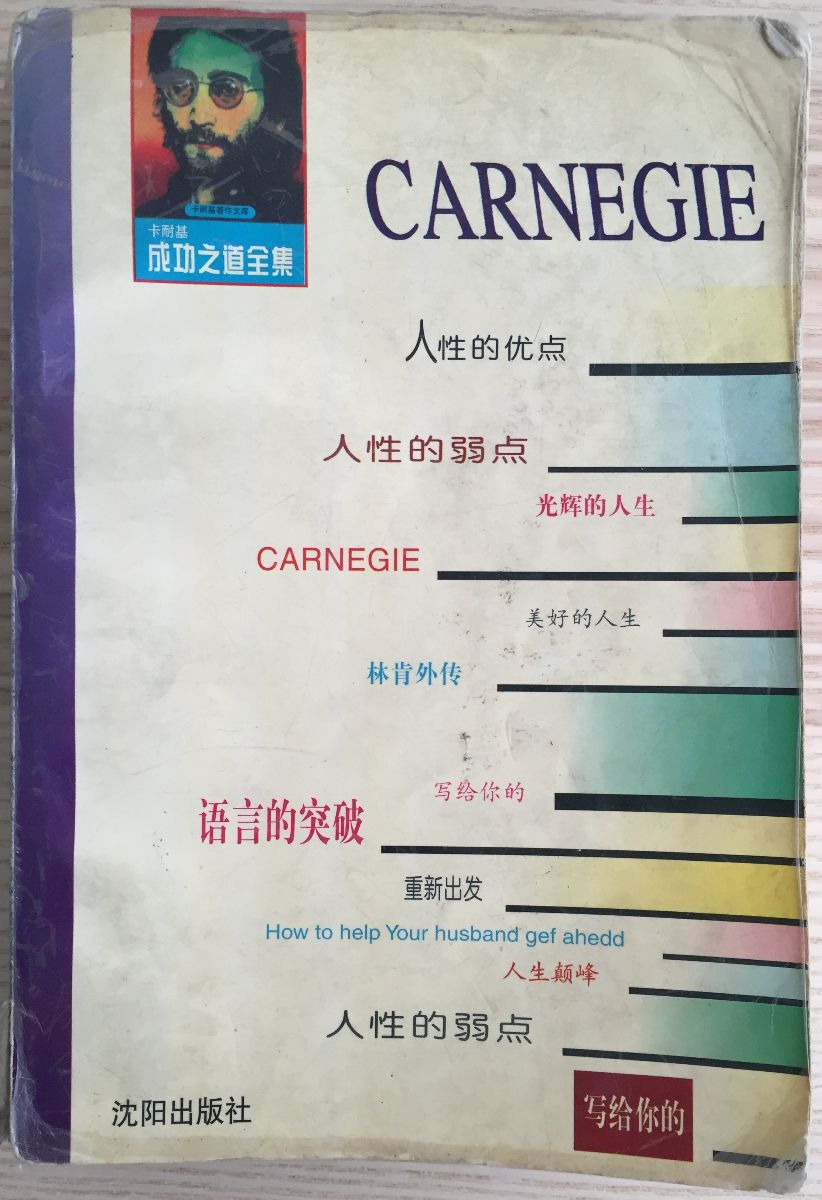 卡耐基著作文库
卡耐基
成功之道全集
CARNEGIE
人性的优点
人性的弱点
光辉的人生
CARNEGIE
美好的人生
林肯外传
写给你的
语言的突破
重新出发
How to help Your husband gef ahedd
人生颠峰
人性的弱点
沈阳出版社
写给你的